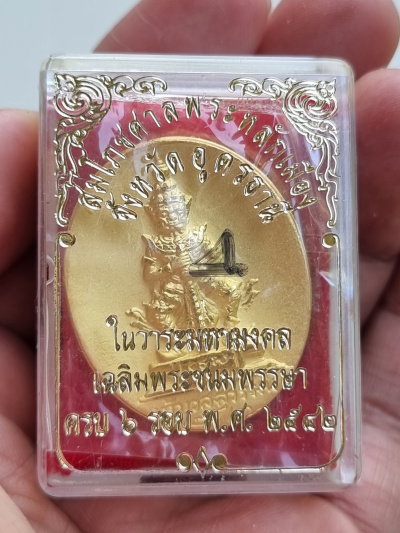 สมโภชศาลพระหลักเมือง
จังหวัดอุดรธานี
ในวาระมหามงคล
เฉลิมพระชนมพรรษา
ครบ ๖ รอบ พ.ศ. ๒๕๔๒